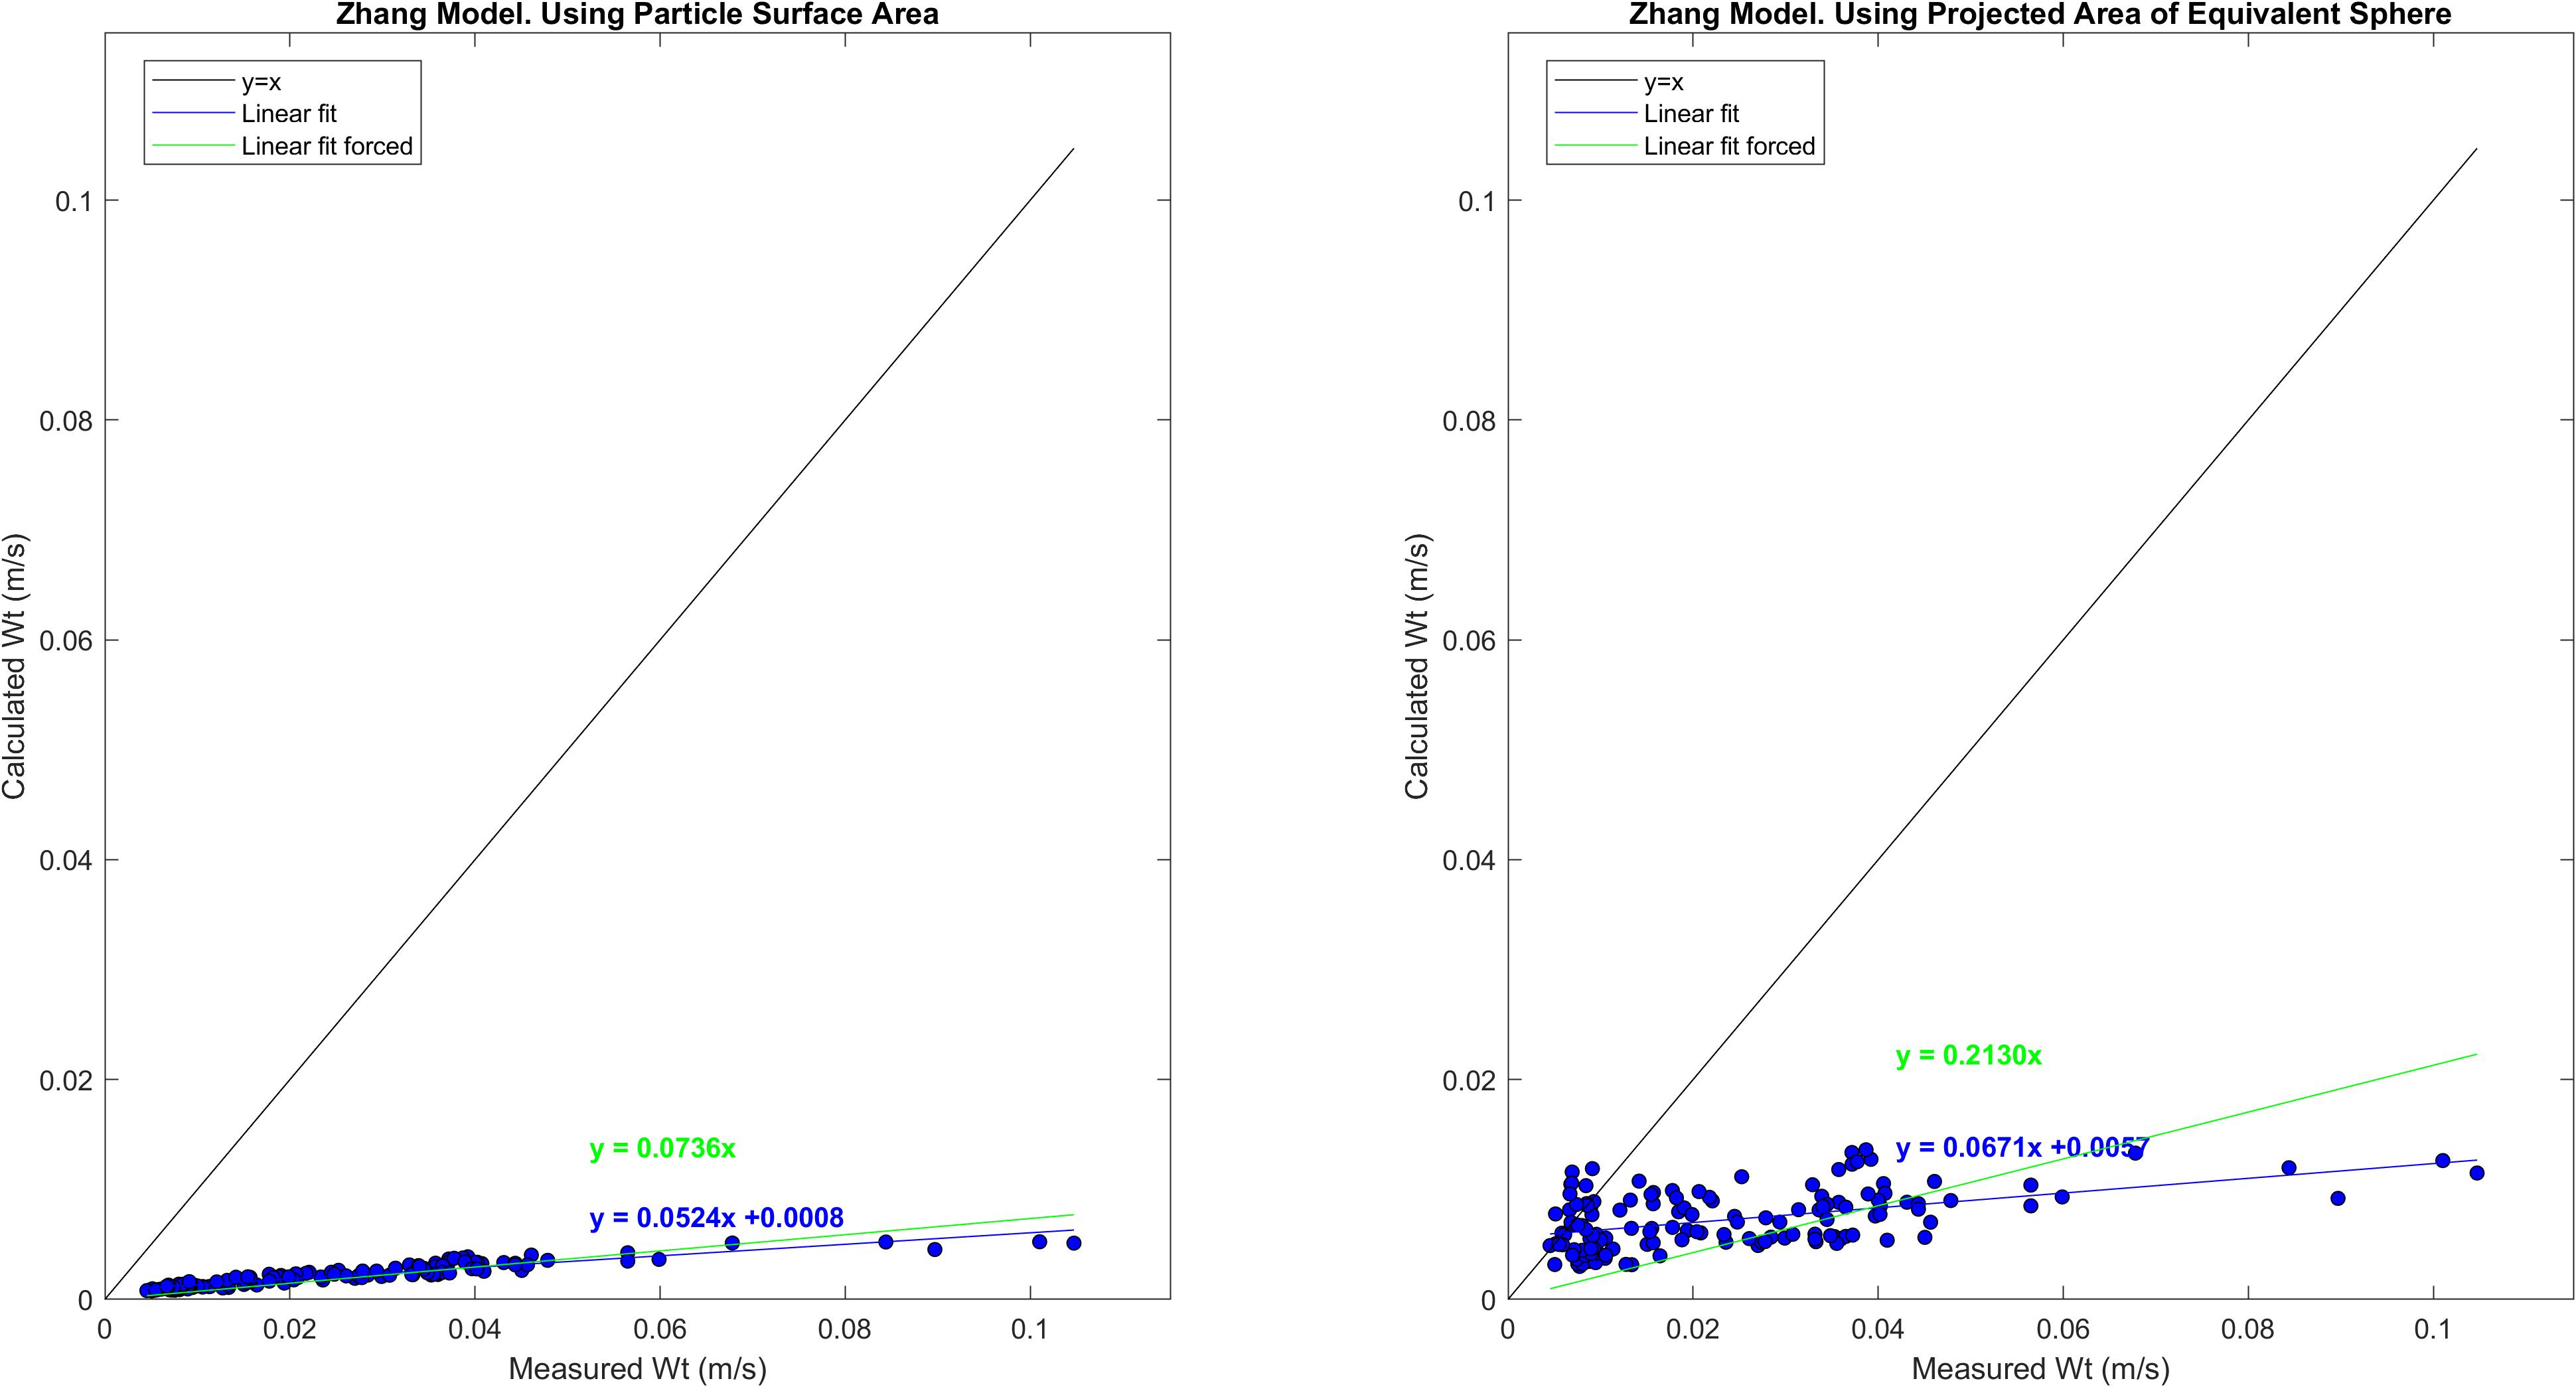 Zhang Model. Using Particle Surface Area
y=x
Linear fit
Linear fit forced
0.1
0.08
0.06
0.04
0.02
0
Calculated Wt (m/s)
y = 0.0736x
y = 0.0524x +0.0008
0
0.02
0.04
0.06
0.08
0.1
Measured Wt (m/s)
Zhang Model. Using Projected Area of Equivalent Sphere
y=x
Linear fit
Linear fit forced
0.1
0.08
0.06
0.04
0.02
0
Calculated Wt (m/s)
y = 0.2130x
y = 0.0671x +0.0057
0
0.02
0.04
0.06
0.08
0.1
Measured Wt (m/s)